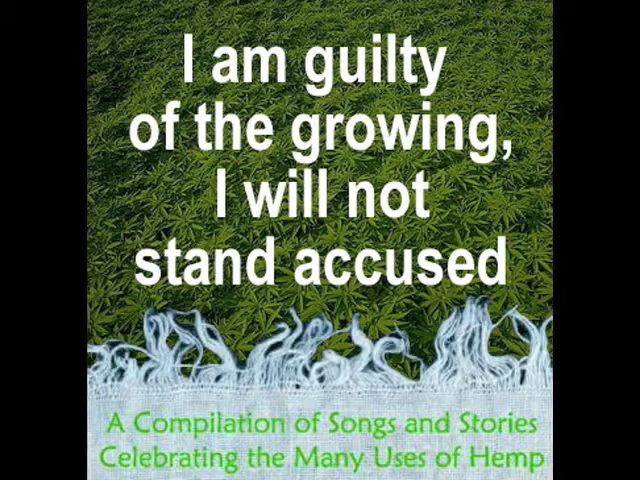 I am guilty
of the growing,
I will not
stand accused
A Compilation of Songs and Stories
Celebrating the Many Uses of Hemp